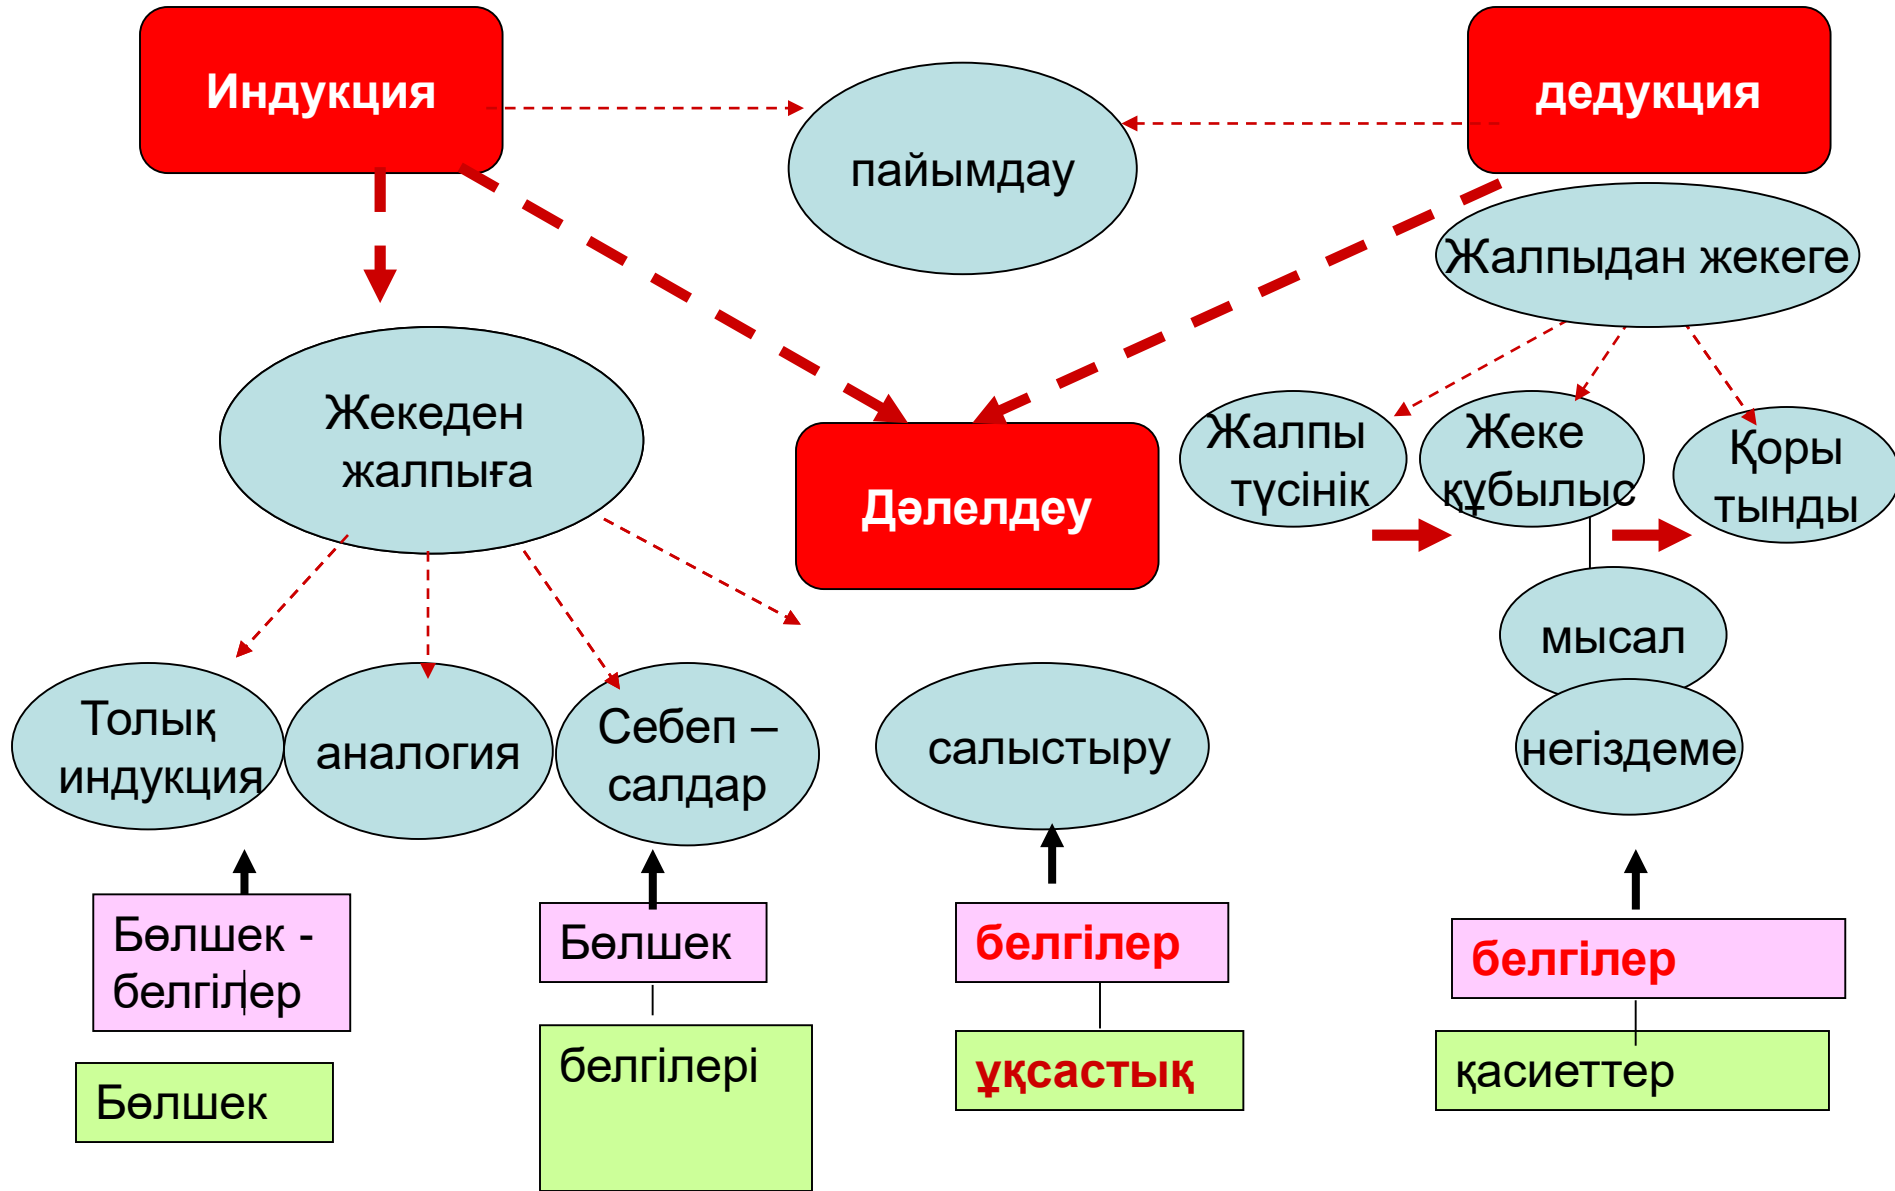 Индукция
дедукция
пайымдау
Жалпыдан жекеге
Жекеден
жалпыға
Дәлелдеу
Жалпы
түсінік
Жеке
құбылыс
Қоры
тынды
мысал
негіздеме
Толық
индукция
аналогия
Себеп –
салдар
салыстыру
Бөлшек -
белгілер
Бөлшек
Бөлшек
белгілері
белгілер
ұқсастық
белгілер
қасиеттер